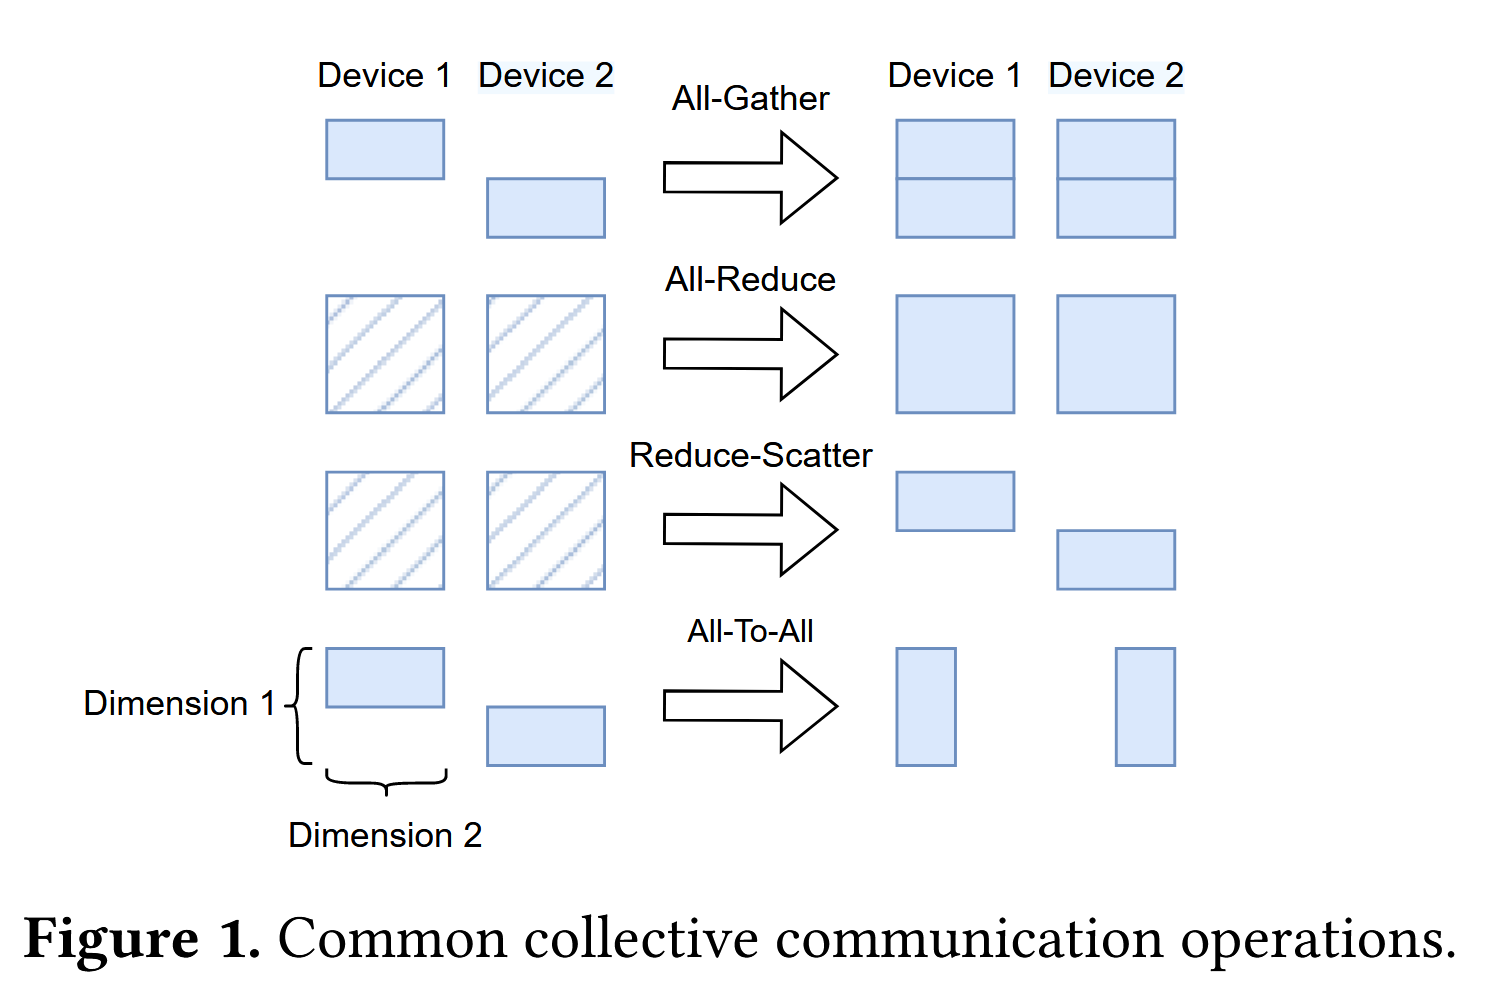 Device 1 Device 2 Device 1 Device 2
All-Gather
All-Reduce
Reduce-Scatter
All-To-All
Dimension 1
Dimension 2
Figure 1. Common collective communication operations.